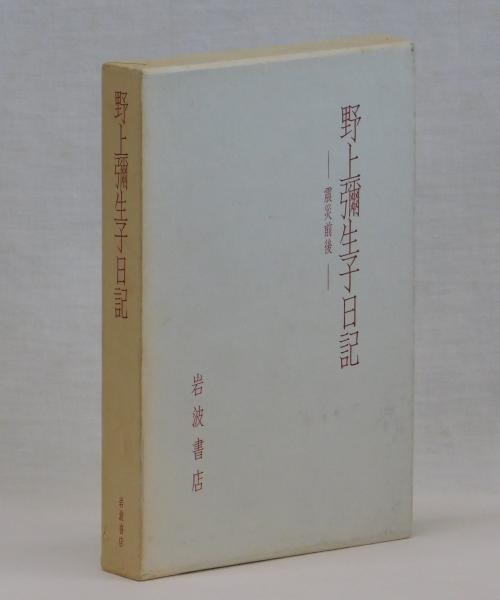 野上彌生子日記
― 震災前後 ―
岩波書店
野上彌生子日記
岩波書店